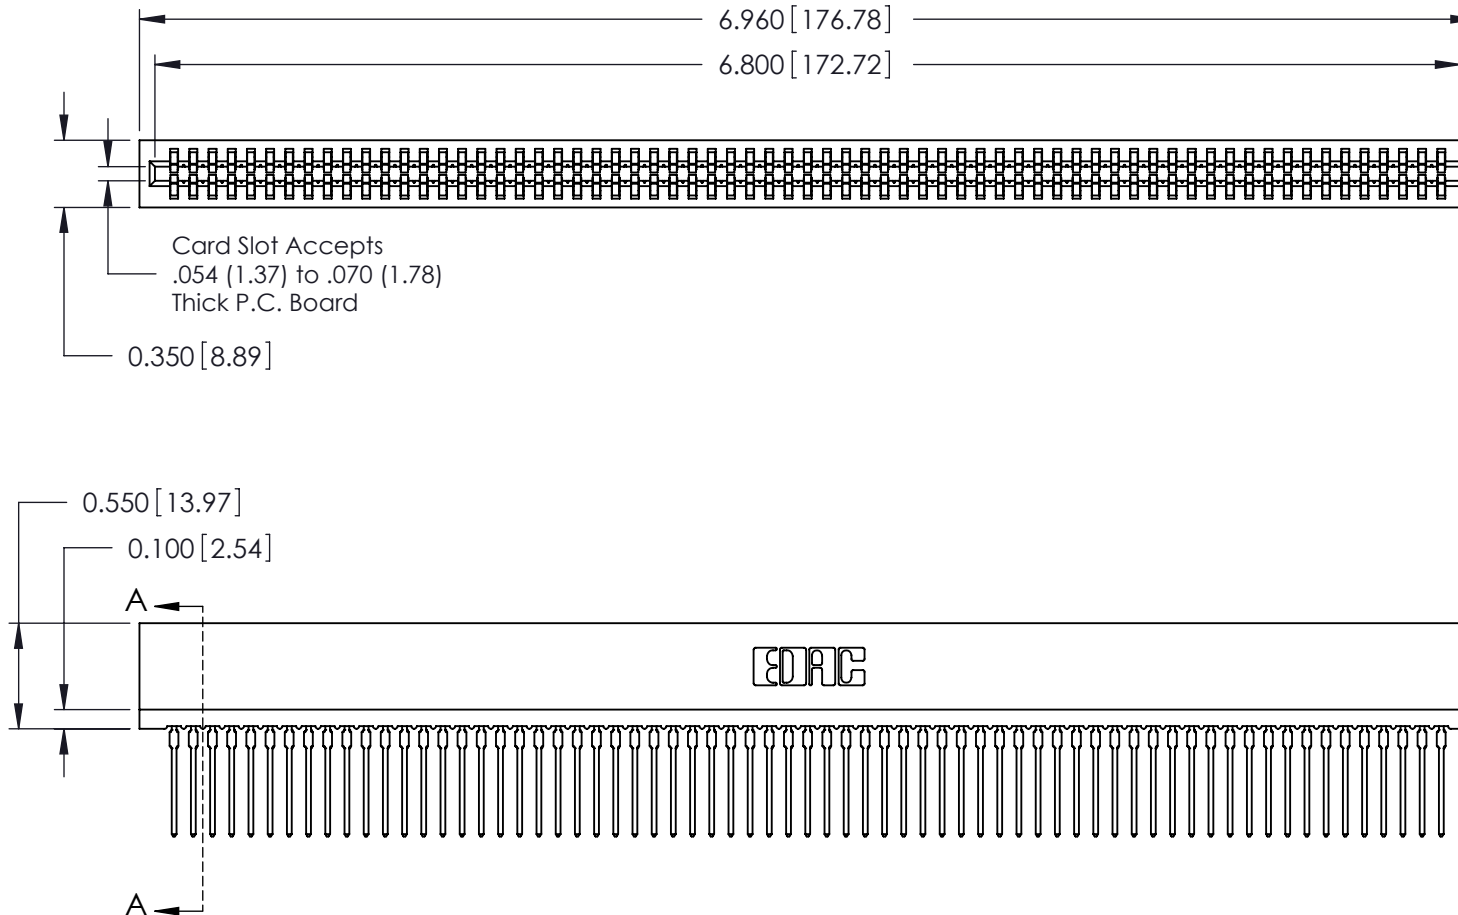 6.960 [176.78]
6.800 [172.72]
Card Slot Accepts
.054 (1.37) to .070 (1.78)
Thick P.C. Board
0.350 [8.89]
0.550 [13.97]
0.100 [2.54]
A
EDAC
A